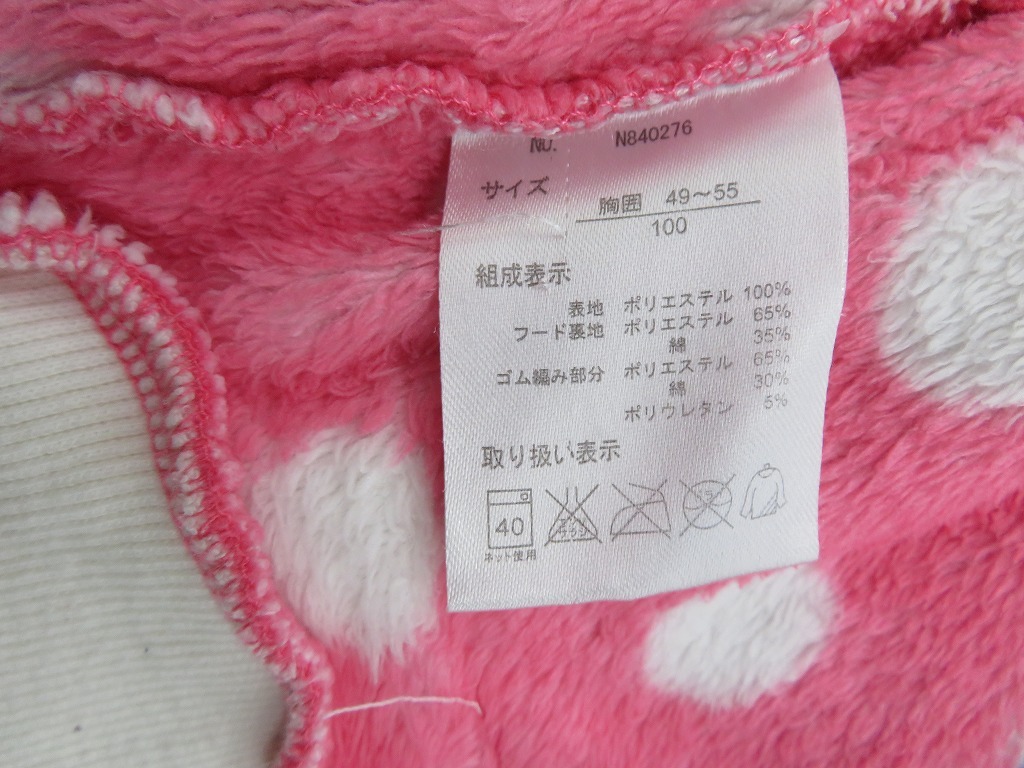 No. N840276
サイズ 胸囲 49～55
100
組成表示
表地 ポリエステル 100%
フード裏地 ポリエステル 65%
綿 35%
ゴム編み部分 ポリエステル 65%
綿 30%
ポリウレタン 5%
取り扱い表示
40
ネット使用